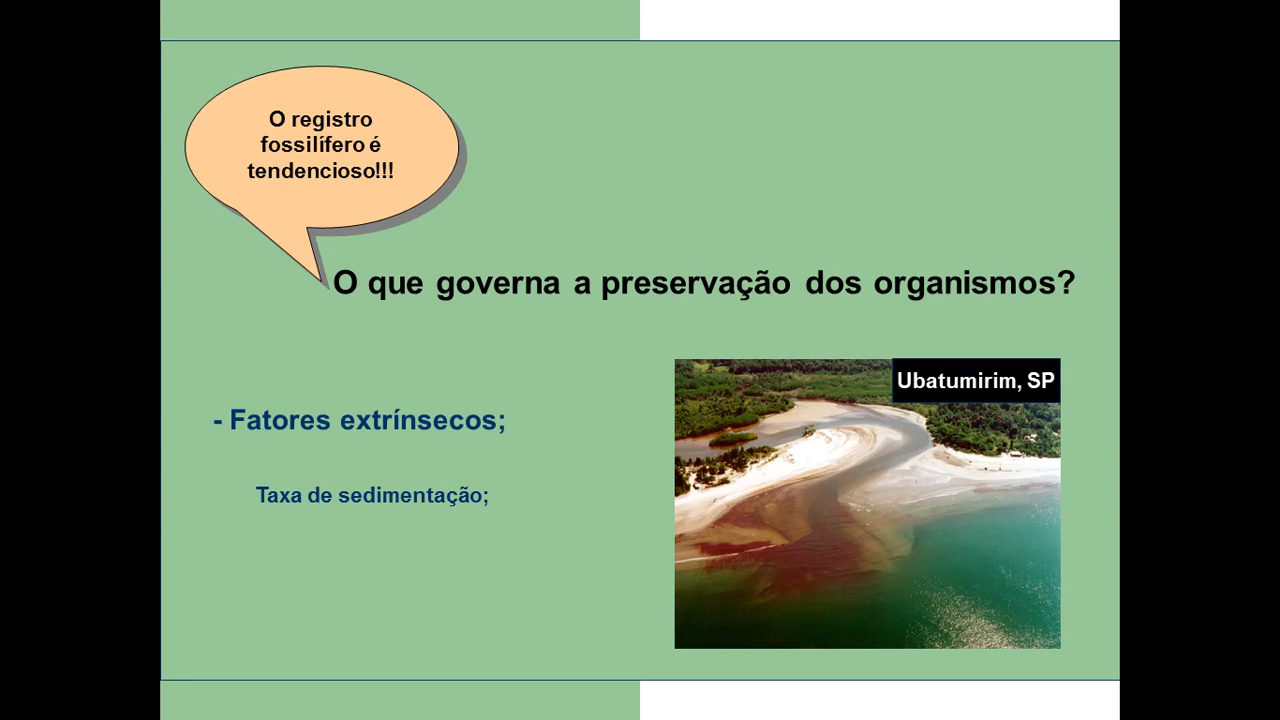 O registro
fossilífero é
tendencioso!!!
O que governa a preservação dos organismos?
Ubatumirim, SP
- Fatores extrínsecos;
Taxa de sedimentação;